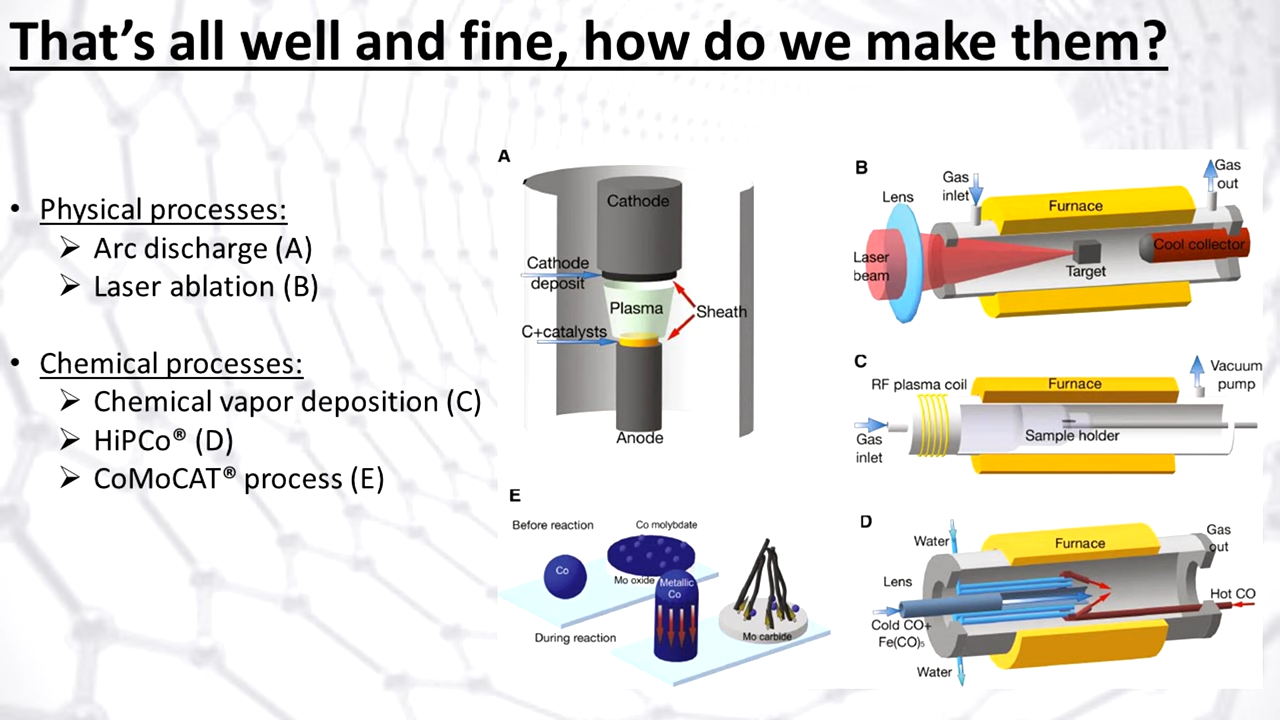 That's all well and fine, how do we make them?
• Physical processes:
➢ Arc discharge (A)
➢ Laser ablation (B)
• Chemical processes:
➢ Chemical vapor deposition (C)
➢ HiPCo® (D)
➢ CoMoCAT® process (E)
A
Cathode
Cathode
deposit
Plasma
Sheath
C+catalysts
Anode
B
Gas
inlet
Gas
out
Lens
Furnace
Laser
beam
Cool collector
Target
C
RF plasma coil
Furnace
Vacuum
pump
Gas
inlet
Sample holder
E
Before reaction
Co molybdate
Co
Mo oxide
Metallic
Co
During reaction
Mo carbide
D
Water
Furnace
Gas
out
Lens
Hot CO
Cold CO+
Fe(CO)₅
Water